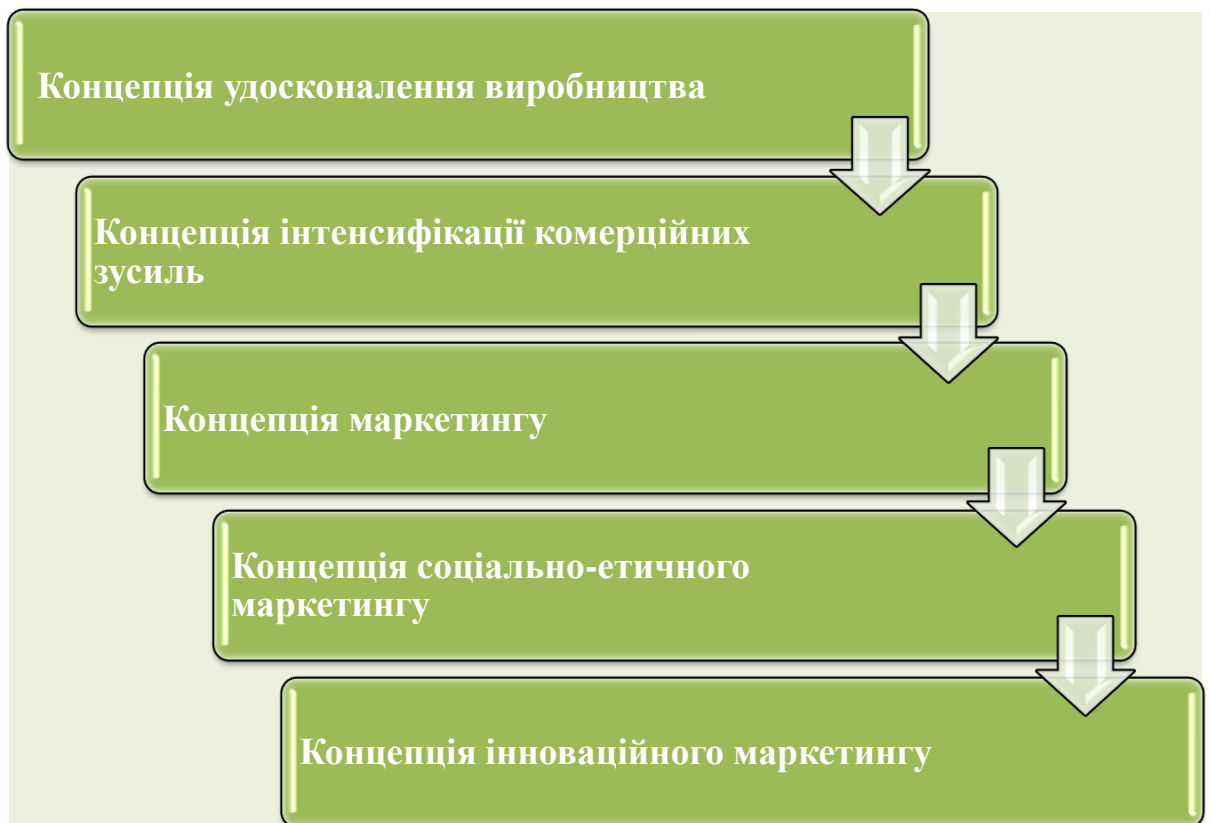 Концепція удосконалення виробництва
Концепція інтенсифікації комерційних
зусиль
Концепція маркетингу
Концепція соціально-етичного
маркетингу
Концепція інноваційного маркетингу